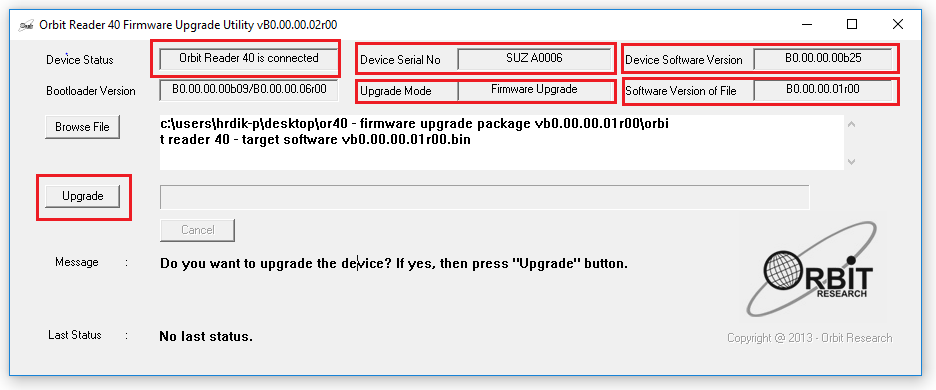 Orbit Reader 40 Firmware Upgrade Utility vB0.00.00.02r00
Device Status Orbit Reader 40 is connected Device Serial No SUZ A0006 Device Software Version B0.00.00.00b25
Bootloader Version B0.00.00.00b09/B0.00.00.06r00 Upgrade Mode Firmware Upgrade Software Version of File B0.00.00.01r00
Browse File
c:\users\hrdik-p\desktop\or40 - firmware upgrade package vb0.00.00.01r00\orbi
t reader 40 - target software vb0.00.00.01r00.bin
Upgrade
Cancel
Message : Do you want to upgrade the device? If yes, then press "Upgrade" button.
ORBIT
RESEARCH
Last Status : No last status.
Copyright @ 2013 - Orbit Research